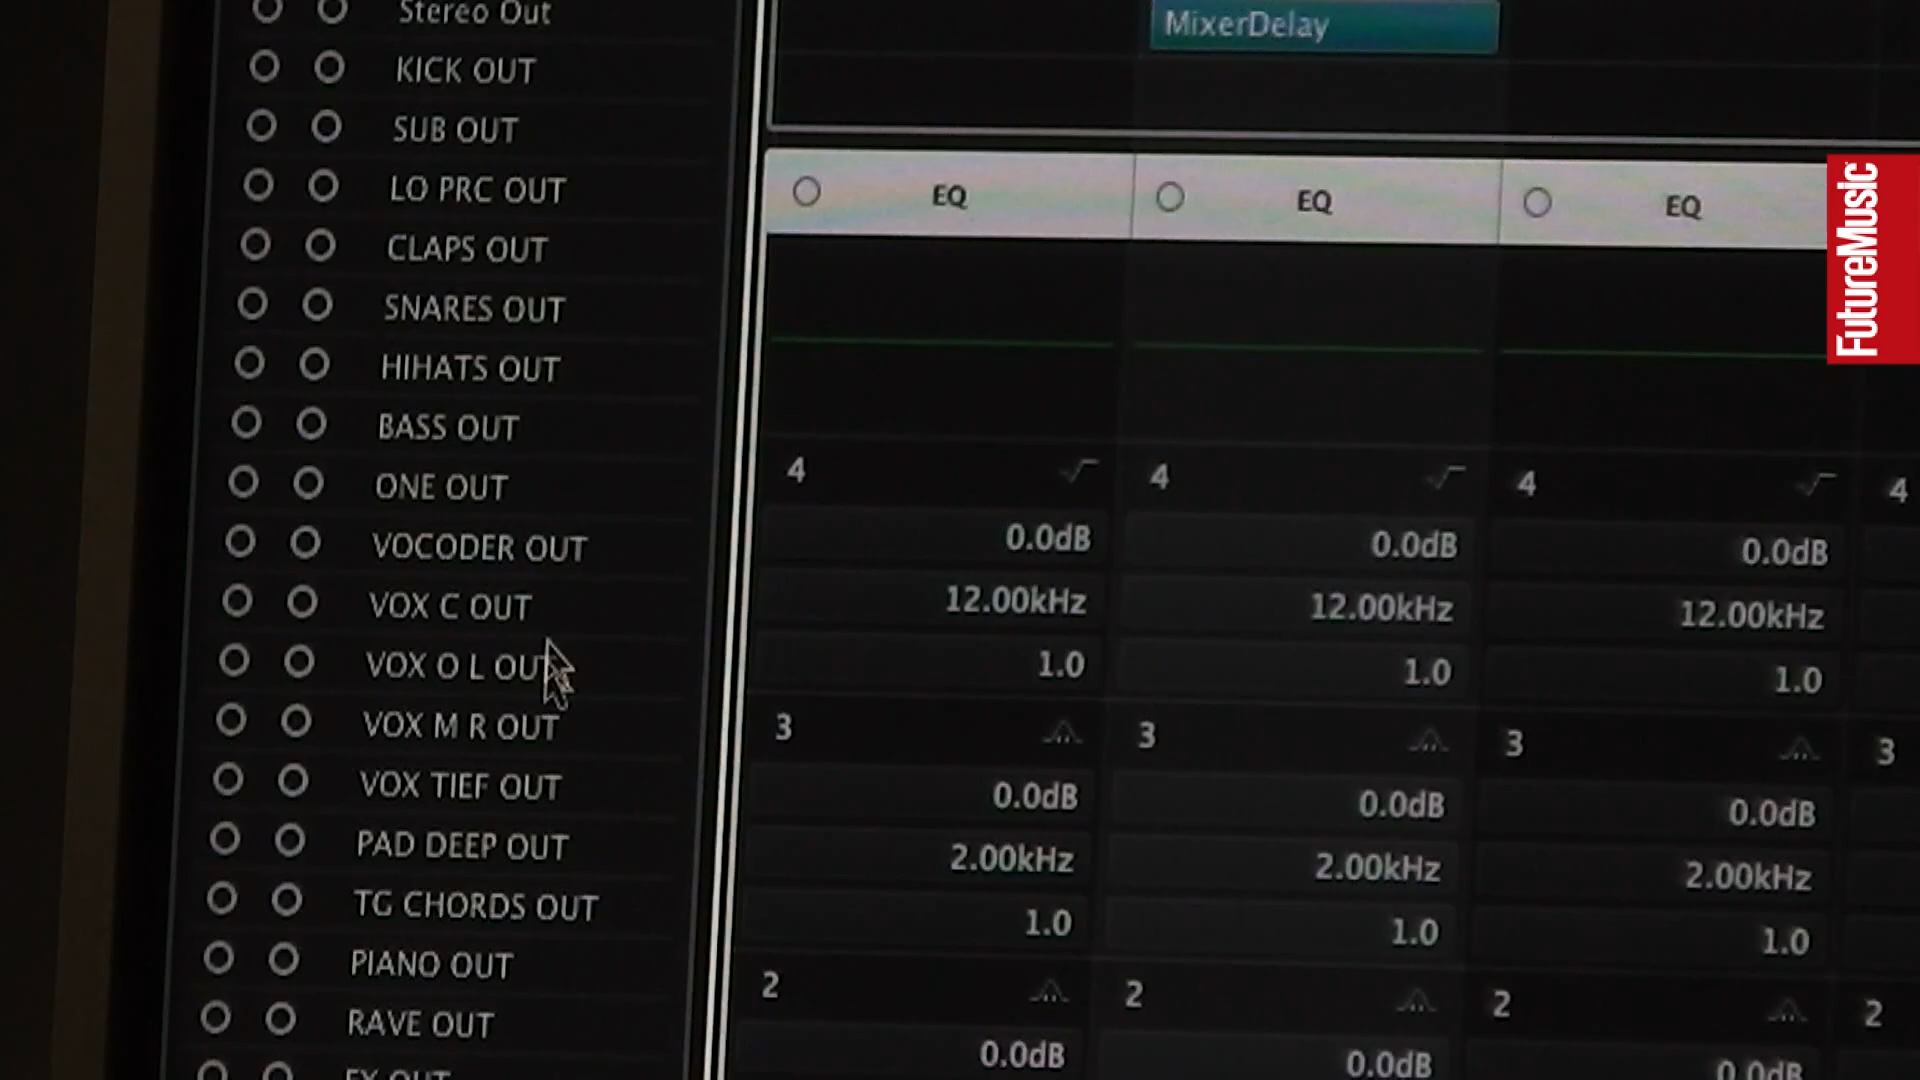 Stereo Out
KICK OUT
SUB OUT
LO PRC OUT
CLAPS OUT
SNARES OUT
HIHATS OUT
BASS OUT
ONE OUT
VOCODER OUT
VOX C OUT
VOX O L OUT
VOX M R OUT
VOX TIEF OUT
PAD DEEP OUT
TG CHORDS OUT
PIANO OUT
RAVE OUT
FX OUT
MixerDelay
EQ EQ EQ
4 4 4 4
0.0dB 0.0dB 0.0dB
12.00kHz 12.00kHz 12.00kHz
1.0 1.0 1.0
3 3 3 3
0.0dB 0.0dB 0.0dB
2.00kHz 2.00kHz 2.00kHz
1.0 1.0 1.0
2 2 2 2
0.0dB 0.0dB 0.0dB
FutureMusic